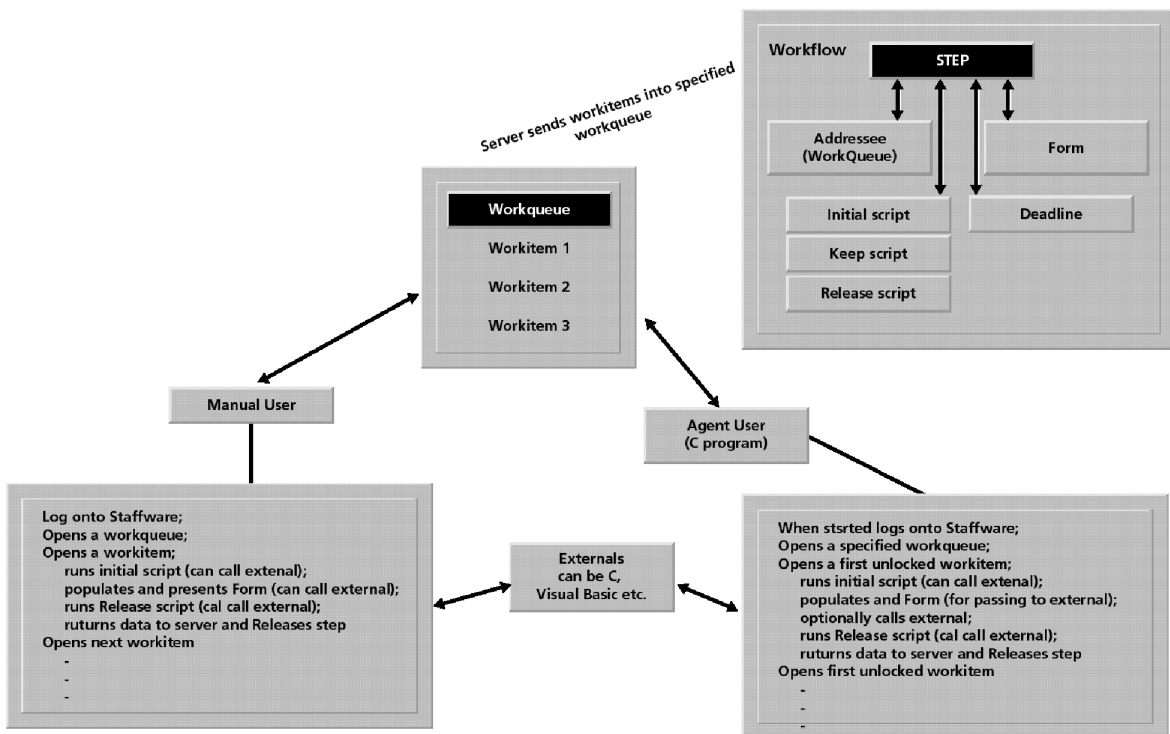 Workflow
STEP
Addressee
(WorkQueue)
Form
Initial script
Deadline
Keep script
Release script
Server sends workitems into specified
workqueue
Workqueue
Workitem 1
Workitem 2
Workitem 3
Manual User
Agent User
(C program)
Log onto Staffware;
Opens a workqueue;
Opens a workitem;
runs initial script (can call extenal);
populates and presents Form (can call external);
runs Release script (cal call external);
ruturns data to server and Releases step
Opens next workitem
-
-
-
Externals
can be C,
Visual Basic etc.
When stsrted logs onto Staffware;
Opens a specified workqueue;
Opens a first unlocked workitem;
runs initial script (can call extenal);
populates and Form (for passing to external);
optionally calls external;
runs Release script (cal call external);
ruturns data to server and Releases step
Opens first unlocked workitem
-
-
-